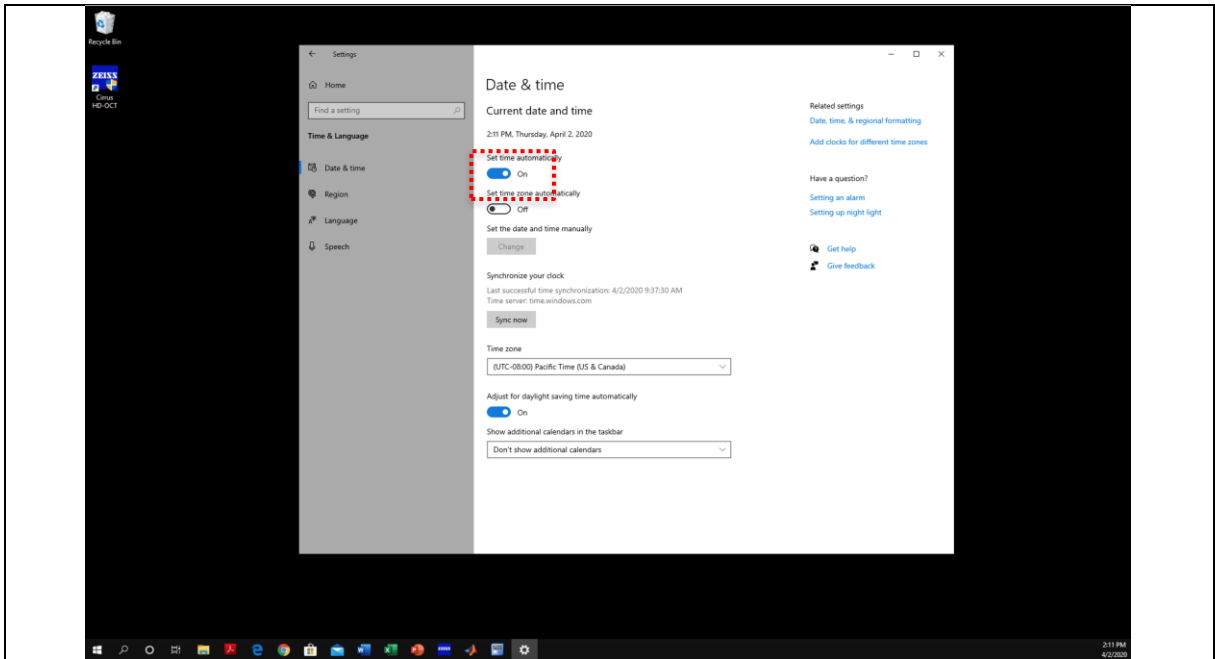 Recycle Bin
ZEISS
Cirrus
HD-OCT
Settings
Home
Find a setting
Time & Language
Date & time
Region
Language
Speech
Date & time
Current date and time
2:11 PM, Thursday, April 2, 2020
Set time automatically
On
Set time zone automatically
Off
Set the date and time manually
Change
Synchronize your clock
Last successful time synchronization: 4/2/2020 9:37:30 AM
Time server: time.windows.com
Sync now
Time zone
(UTC-08:00) Pacific Time (US & Canada)
Adjust for daylight saving time automatically
On
Show additional calendars in the taskbar
Don't show additional calendars
Related settings
Date, time, & regional formatting
Add clocks for different time zones
Have a question?
Setting an alarm
Setting up night light
Get help
Give feedback
2:11 PM
4/2/2020